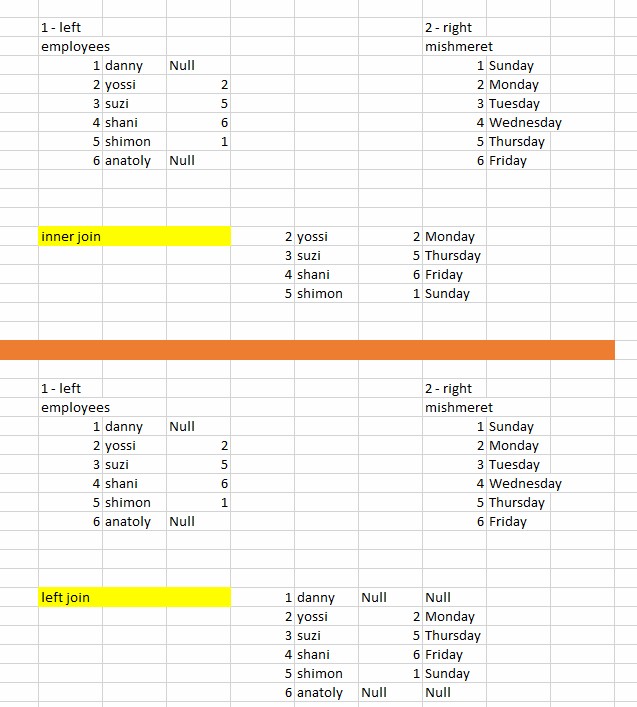 1 - left 2 - right
employees mishmeret
1 danny Null 1 Sunday
2 yossi 2 2 Monday
3 suzi 5 3 Tuesday
4 shani 6 4 Wednesday
5 shimon 1 5 Thursday
6 anatoly Null 6 Friday
inner join 2 yossi 2 Monday
3 suzi 5 Thursday
4 shani 6 Friday
5 shimon 1 Sunday
1 - left 2 - right
employees mishmeret
1 danny Null 1 Sunday
2 yossi 2 2 Monday
3 suzi 5 3 Tuesday
4 shani 6 4 Wednesday
5 shimon 1 5 Thursday
6 anatoly Null 6 Friday
left join 1 danny Null Null
2 yossi 2 Monday
3 suzi 5 Thursday
4 shani 6 Friday
5 shimon 1 Sunday
6 anatoly Null Null